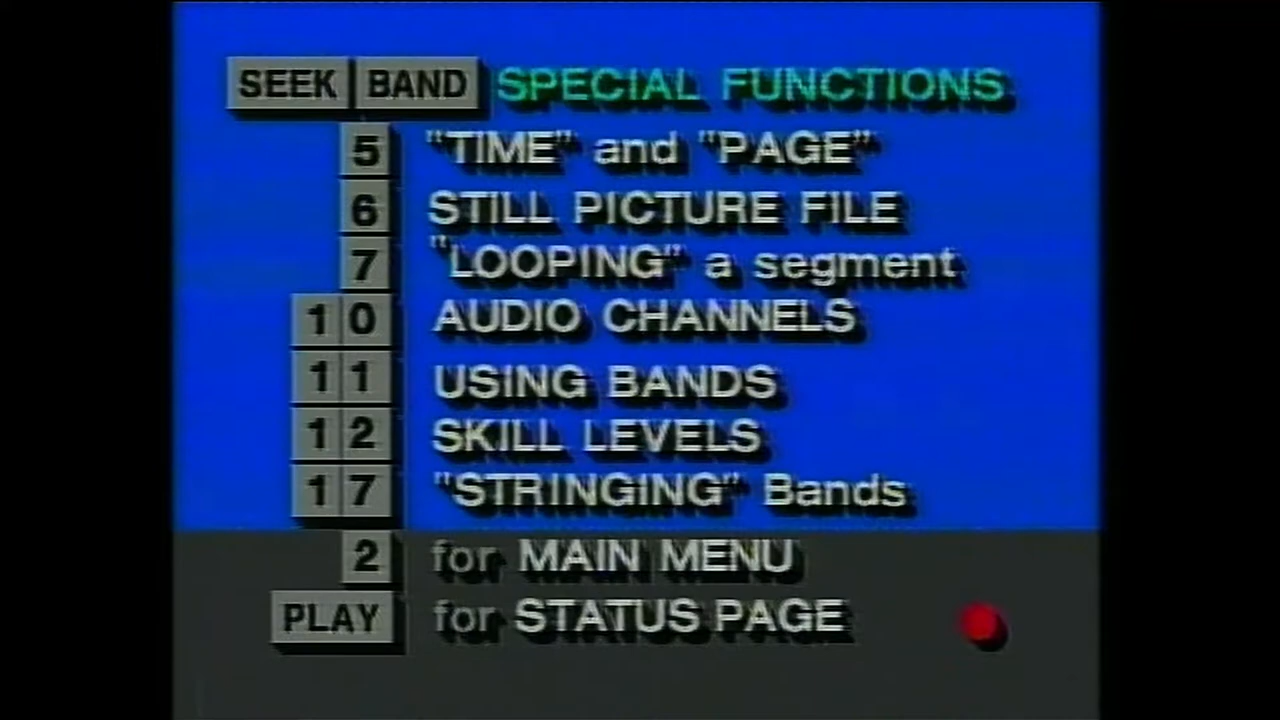 SEEK BAND SPECIAL FUNCTIONS
5 "TIME" and "PAGE"
6 STILL PICTURE FILE
7 "LOOPING" a segment
10 AUDIO CHANNELS
11 USING BANDS
12 SKILL LEVELS
17 "STRINGING" Bands
2 for MAIN MENU
PLAY for STATUS PAGE